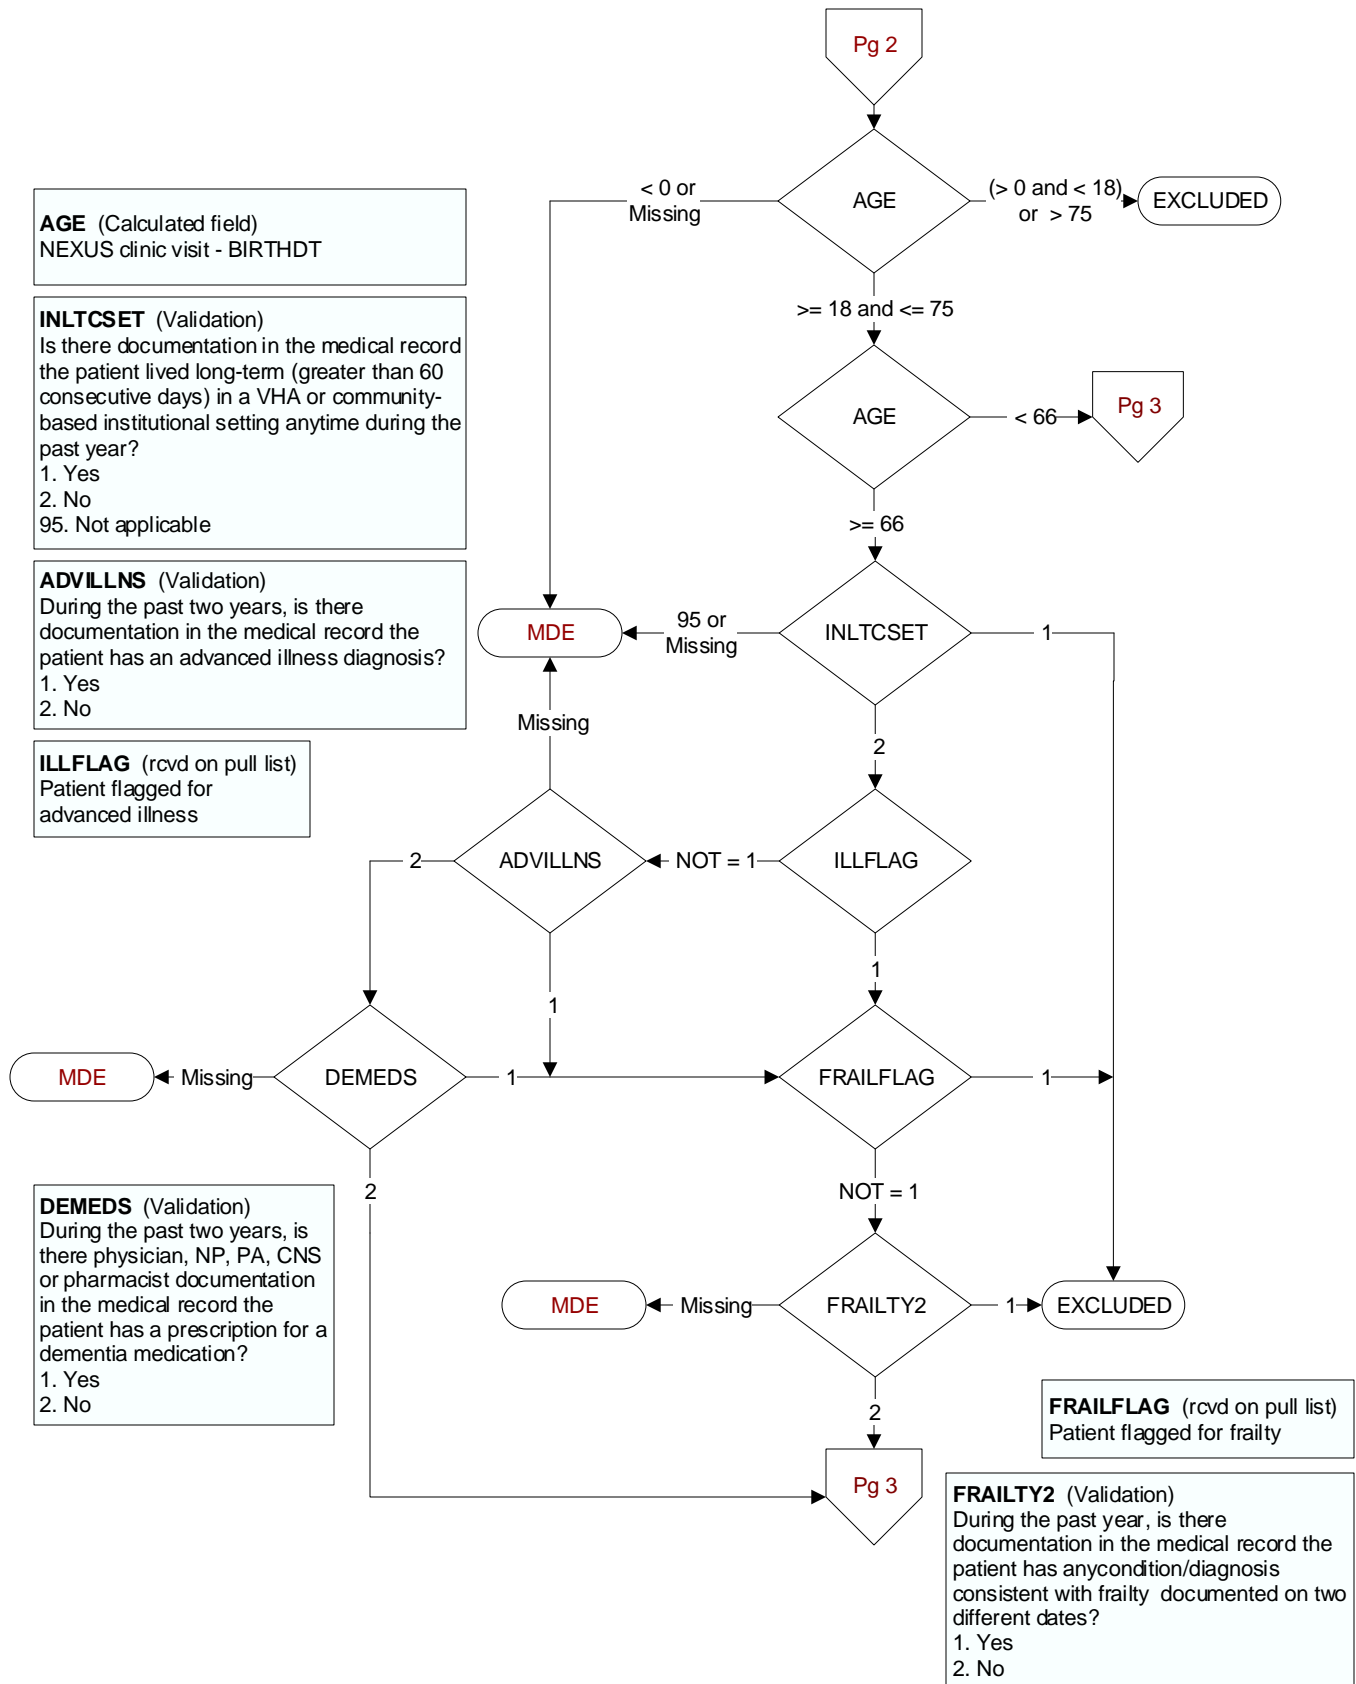 Pg 2
AGE
< 0 or
Missing
(> 0 and < 18)
or > 75
EXCLUDED
AGE (Calculated field)
NEXUS clinic visit - BIRTHDT
>= 18 and <= 75
INLTCSET (Validation)
Is there documentation in the medical record
the patient lived long-term (greater than 60
consecutive days) in a VHA or community-
based institutional setting anytime during the
past year?
1. Yes
2. No
95. Not applicable
AGE
< 66
Pg 3
>= 66
ADVILLNS (Validation)
During the past two years, is there
documentation in the medical record the
patient has an advanced illness diagnosis?
1. Yes
2. No
MDE
95 or
Missing
INLTCSET
1
Missing
2
ILLFLAG (rcvd on pull list)
Patient flagged for
advanced illness
2
ADVILLNS
NOT = 1
ILLFLAG
1
1
MDE
Missing
DEMEDS
1
FRAILFLAG
1
2
NOT = 1
DEMEDS (Validation)
During the past two years, is
there physician, NP, PA, CNS
or pharmacist documentation
in the medical record the
patient has a prescription for a
dementia medication?
1. Yes
2. No
MDE
Missing
FRAILTY2
1
EXCLUDED
2
FRAILFLAG (rcvd on pull list)
Patient flagged for frailty
Pg 3
FRAILTY2 (Validation)
During the past year, is there
documentation in the medical record the
patient has anycondition/diagnosis
consistent with frailty documented on two
different dates?
1. Yes
2. No